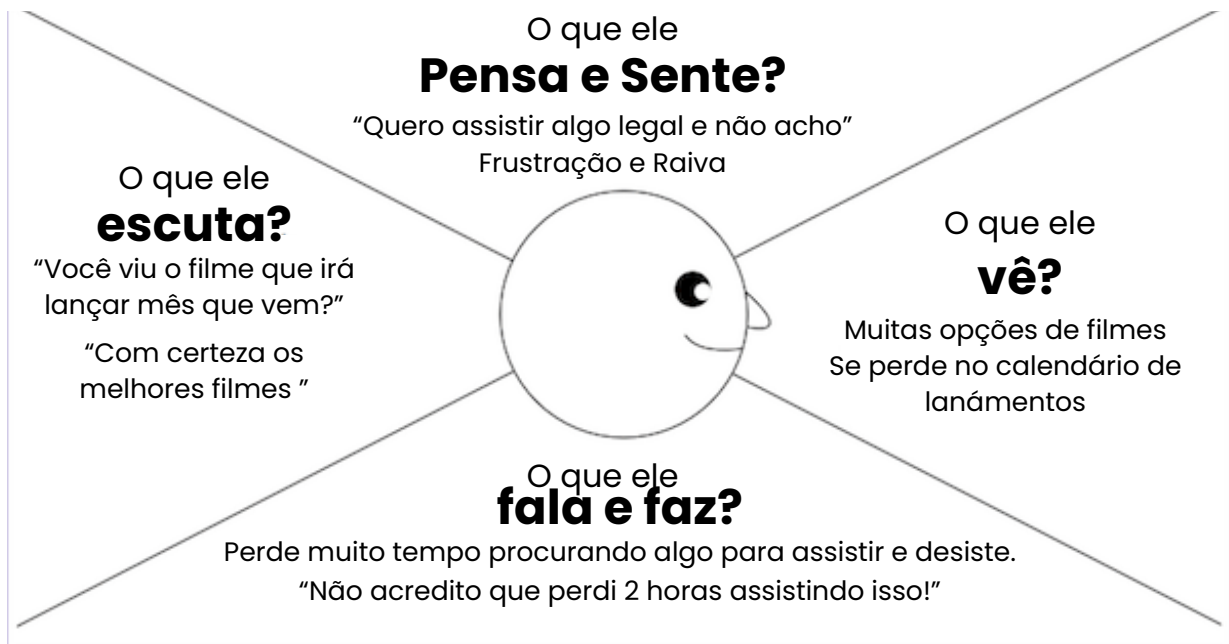 O que ele
Pensa e Sente?
“Quero assistir algo legal e não acho”
Frustração e Raiva
O que ele
escuta?
“Você viu o filme que irá
lançar mês que vem?”
“Com certeza os
melhores filmes ”
O que ele
vê?
Muitas opções de filmes
Se perde no calendário de
lanámentos
O que ele
fala e faz?
Perde muito tempo procurando algo para assistir e desiste.
“Não acredito que perdi 2 horas assistindo isso!”